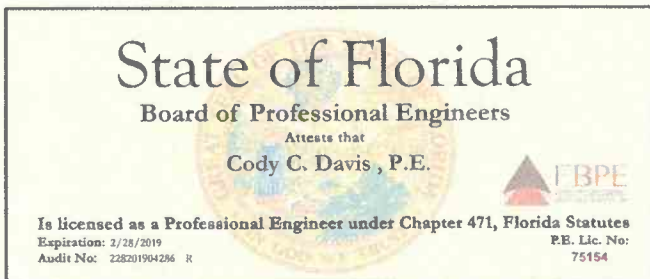 State of Florida
Board of Professional Engineers
Attests that
Cody C. Davis , P.E.
FBPE
Is licensed as a Professional Engineer under Chapter 471, Florida Statutes
Expiration: 2/28/2019
P.E. Lic. No:
Audit No: 228201904286 R
75154